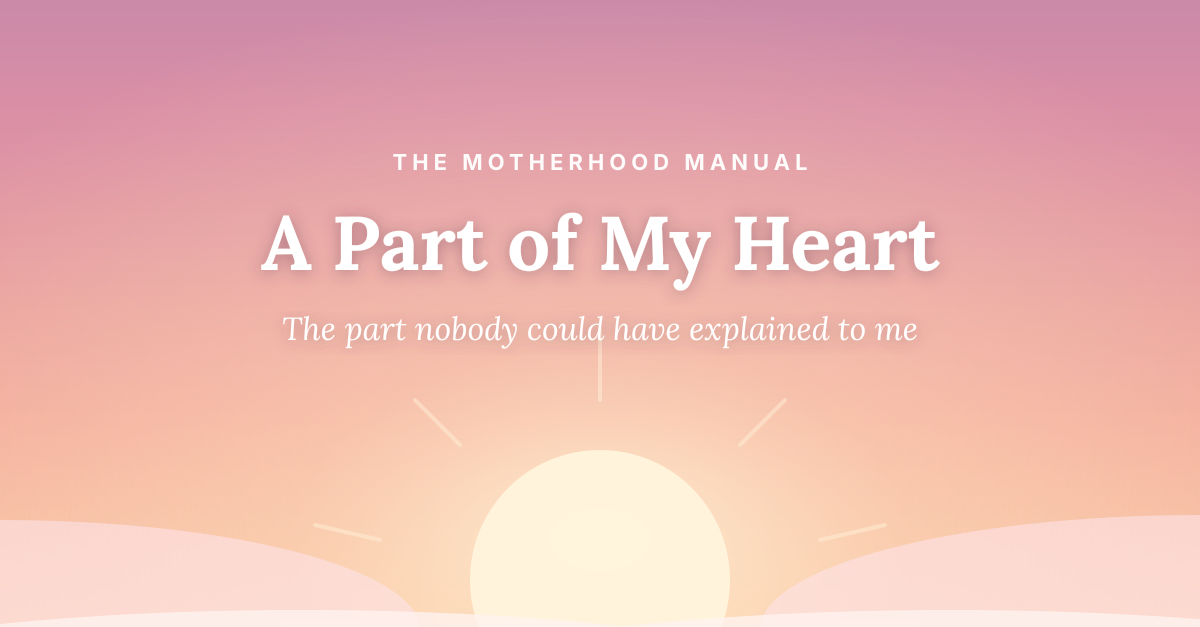 THE MOTHERHOOD MANUAL
A Part of My Heart
The part nobody could have explained to me